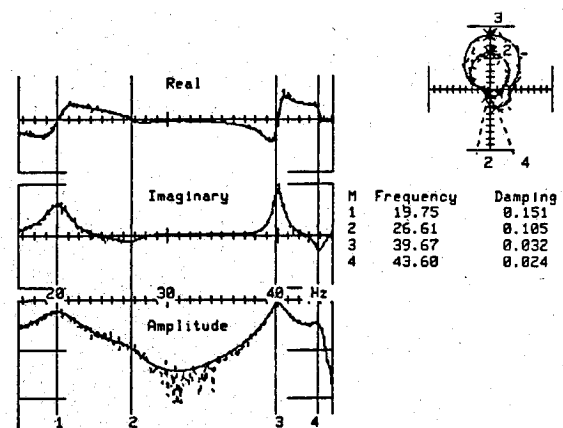 3
2
2 4
Real
Imaginary
M Frequency Damping
1 19.75 0.151
2 26.61 0.105
3 39.67 0.032
4 43.60 0.024
20 30 40 Hz
Amplitude
1 2 3 4